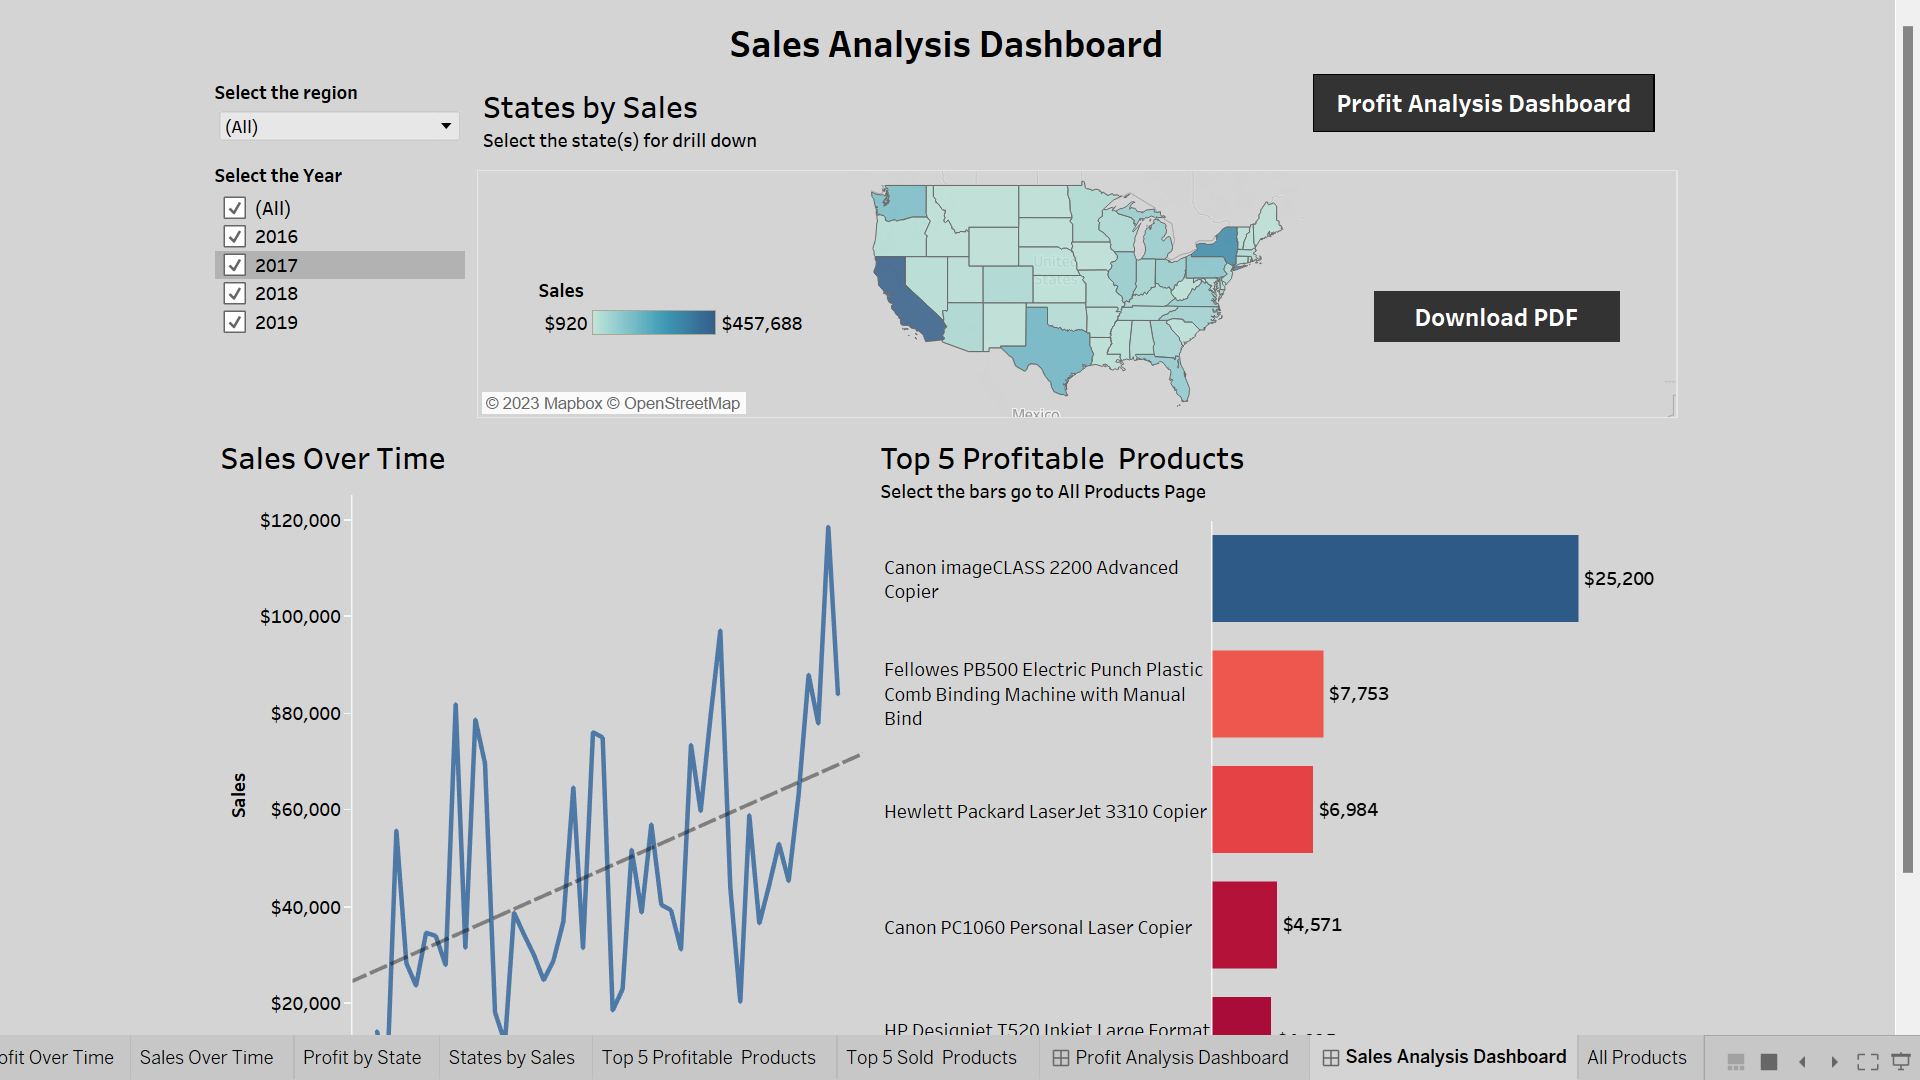 Sales Analysis Dashboard
Select the region
(All)
Select the Year
(All)
2016
2017
2018
2019
States by Sales
Select the state(s) for drill down
Profit Analysis Dashboard
Sales
$920
$457,688
United
States
Mexico
© 2023 Mapbox © OpenStreetMap
Download PDF
Sales Over Time
Sales
$120,000
$100,000
$80,000
$60,000
$40,000
$20,000
Top 5 Profitable  Products
Select the bars go to All Products Page
Canon imageCLASS 2200 Advanced
Copier
$25,200
Fellowes PB500 Electric Punch Plastic
Comb Binding Machine with Manual
Bind
$7,753
Hewlett Packard LaserJet 3310 Copier
$6,984
Canon PC1060 Personal Laser Copier
$4,571
HP Designjet T520 Inkjet Large Format
ofit Over Time
Sales Over Time
Profit by State
States by Sales
Top 5 Profitable  Products
Top 5 Sold  Products
Profit Analysis Dashboard
Sales Analysis Dashboard
All Products